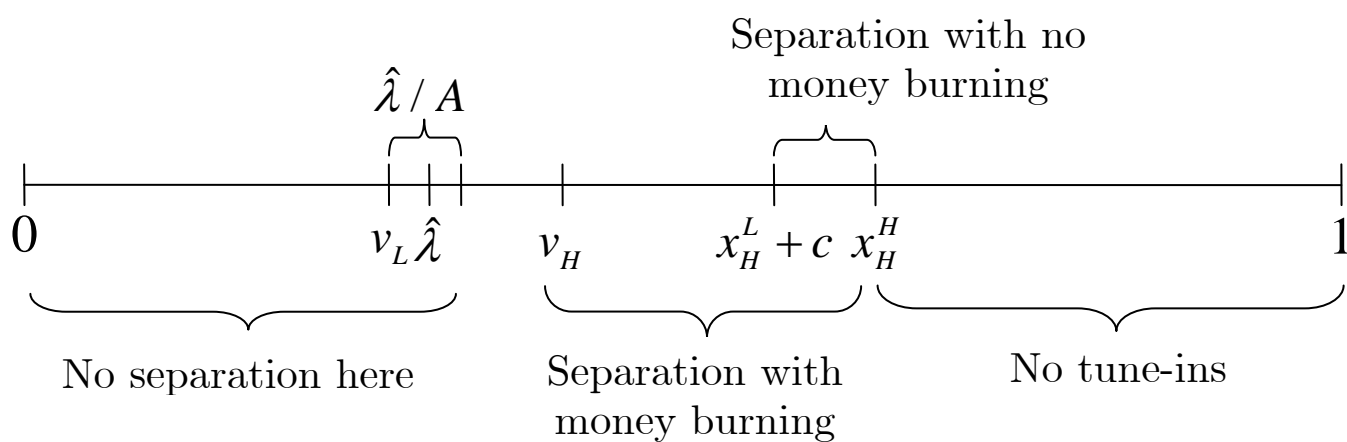 Separation with no
money burning
λ̂ / A
0 v_L λ̂ v_H x_H^L + c x_H^H 1
No separation here
Separation with
money burning
No tune-ins